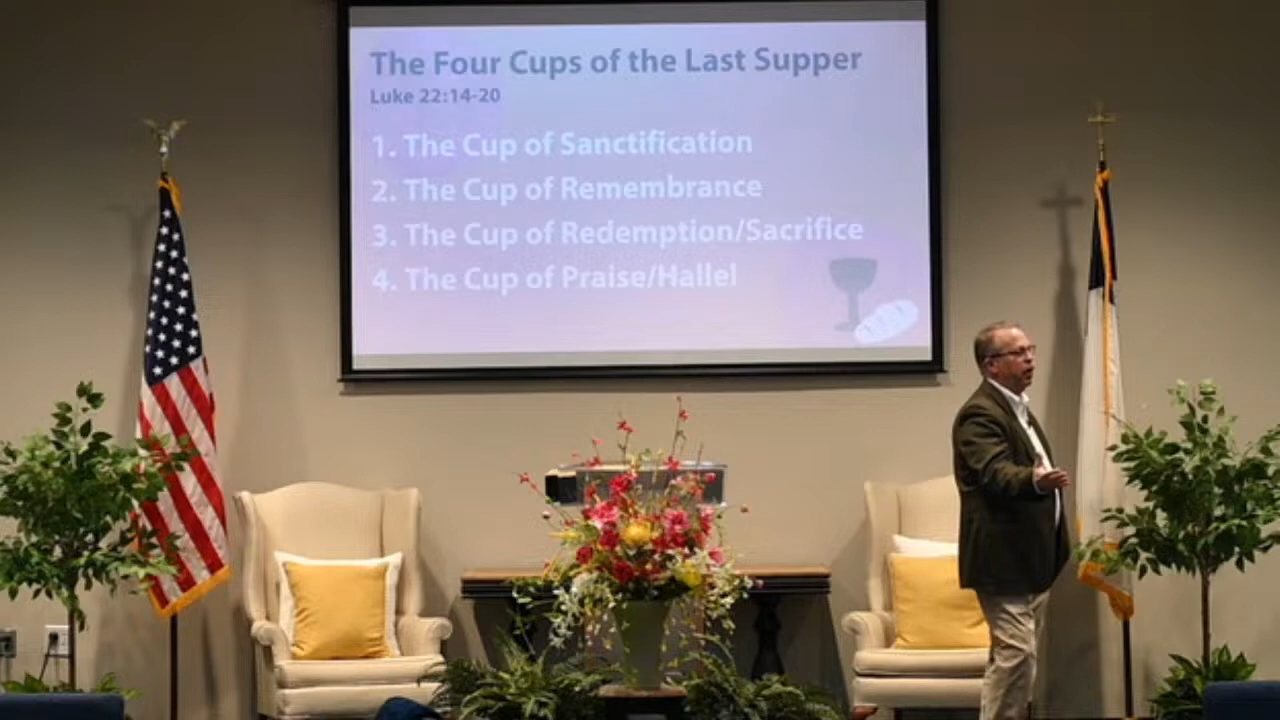 The Four Cups of the Last Supper
Luke 22:14-20
1. The Cup of Sanctification
2. The Cup of Remembrance
3. The Cup of Redemption/Sacrifice
4. The Cup of Praise/Hallel